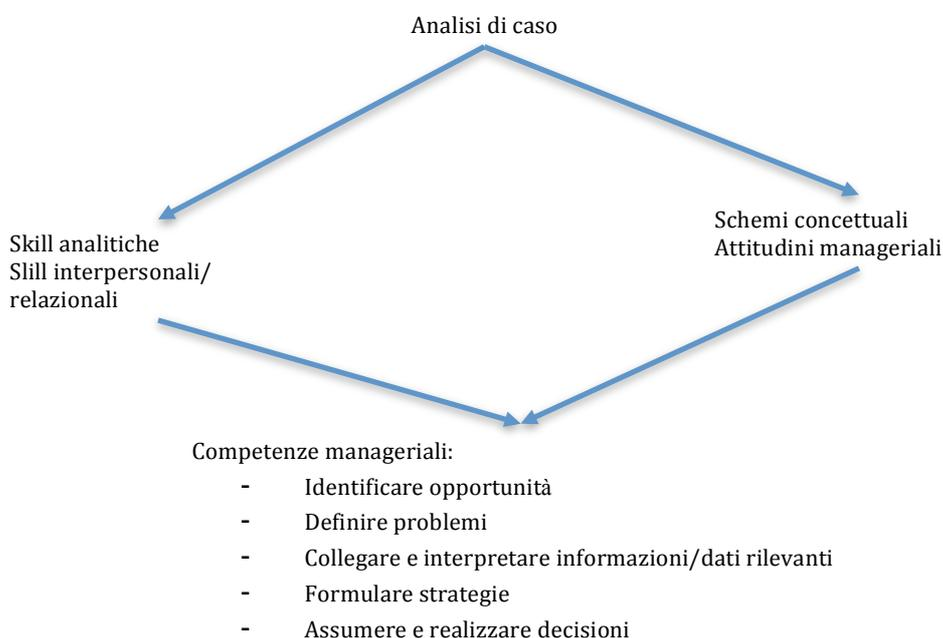 Analisi di caso
Skill analitiche
Slill interpersonali/
relazionali
Schemi concettuali
Attitudini manageriali
Competenze manageriali:
- Identificare opportunità
- Definire problemi
- Collegare e interpretare informazioni/dati rilevanti
- Formulare strategie
- Assumere e realizzare decisioni